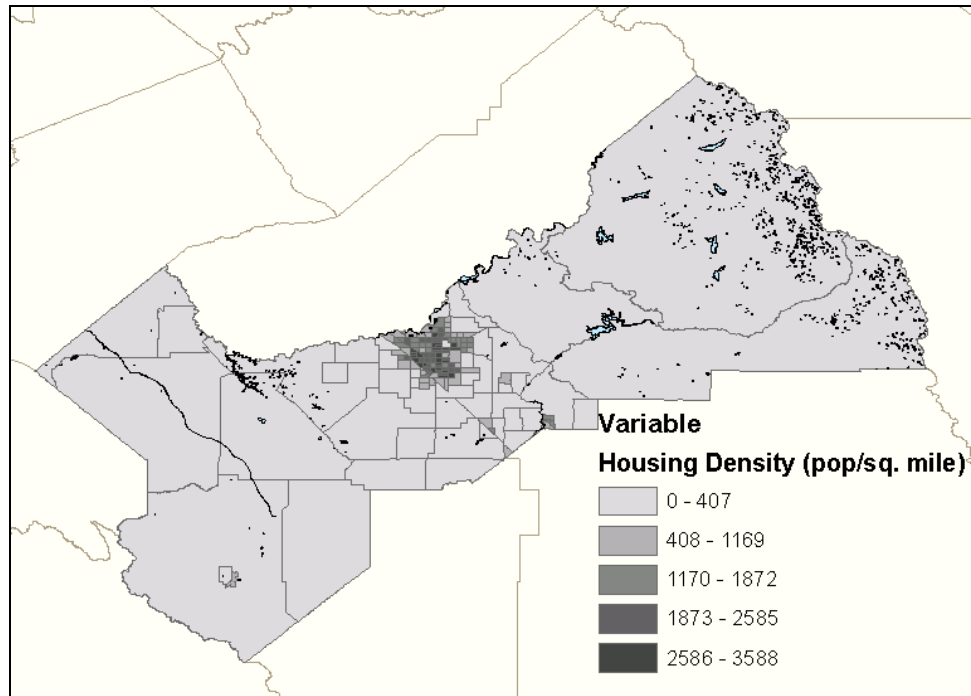 Variable
Housing Density (pop/sq. mile)
0 - 407
408 - 1169
1170 - 1872
1873 - 2585
2586 - 3588